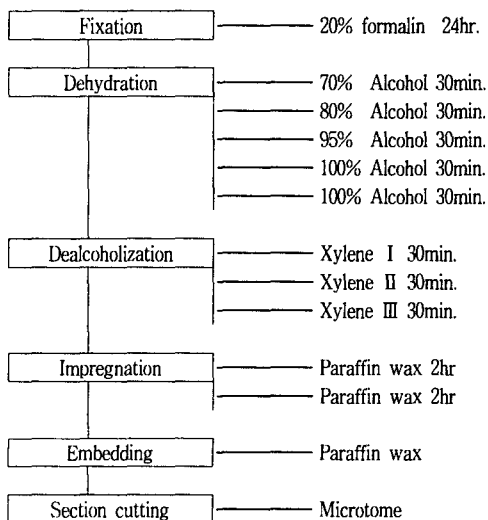 Fixation 20% formalin 24hr.
Dehydration 70% Alcohol 30min.
80% Alcohol 30min.
95% Alcohol 30min.
100% Alcohol 30min.
100% Alcohol 30min.
Dealcoholization Xylene I 30min.
Xylene II 30min.
Xylene III 30min.
Impregnation Paraffin wax 2hr
Paraffin wax 2hr
Embedding Paraffin wax
Section cutting Microtome